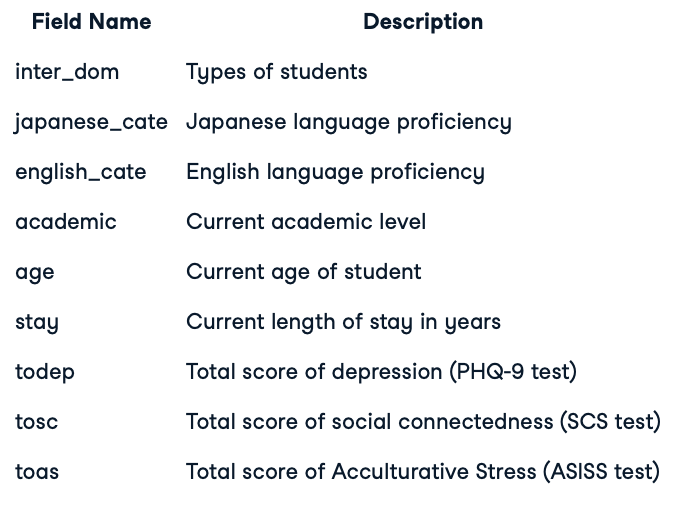 Field Name Description
inter_dom Types of students
japanese_cate Japanese language proficiency
english_cate English language proficiency
academic Current academic level
age Current age of student
stay Current length of stay in years
todep Total score of depression (PHQ-9 test)
tosc Total score of social connectedness (SCS test)
toas Total score of Acculturative Stress (ASISS test)